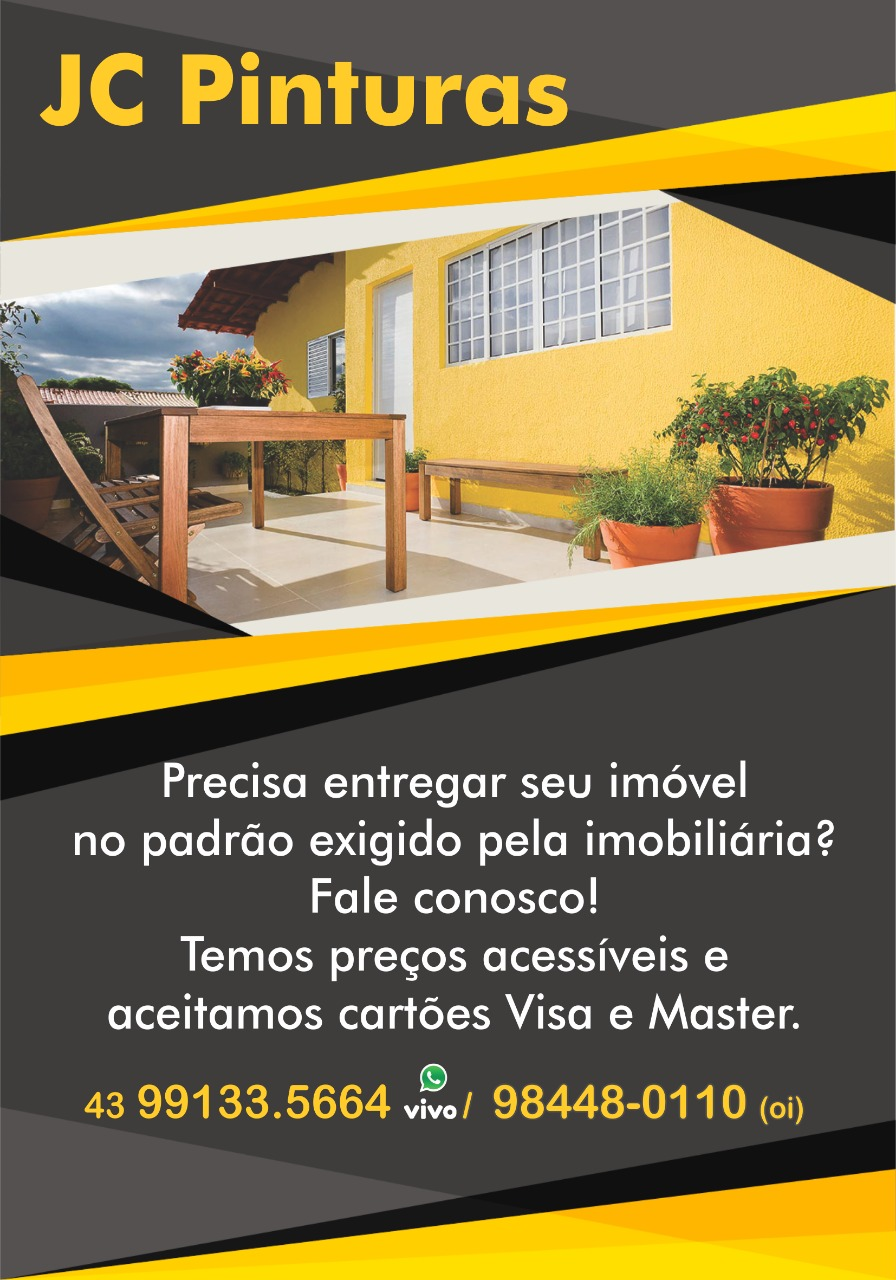 JC Pinturas
Precisa entregar seu imóvel
no padrão exigido pela imobiliária?
Fale conosco!
Temos preços acessíveis e
aceitamos cartões Visa e Master.
43 99133.5664 vivo / 98448-0110 (oi)